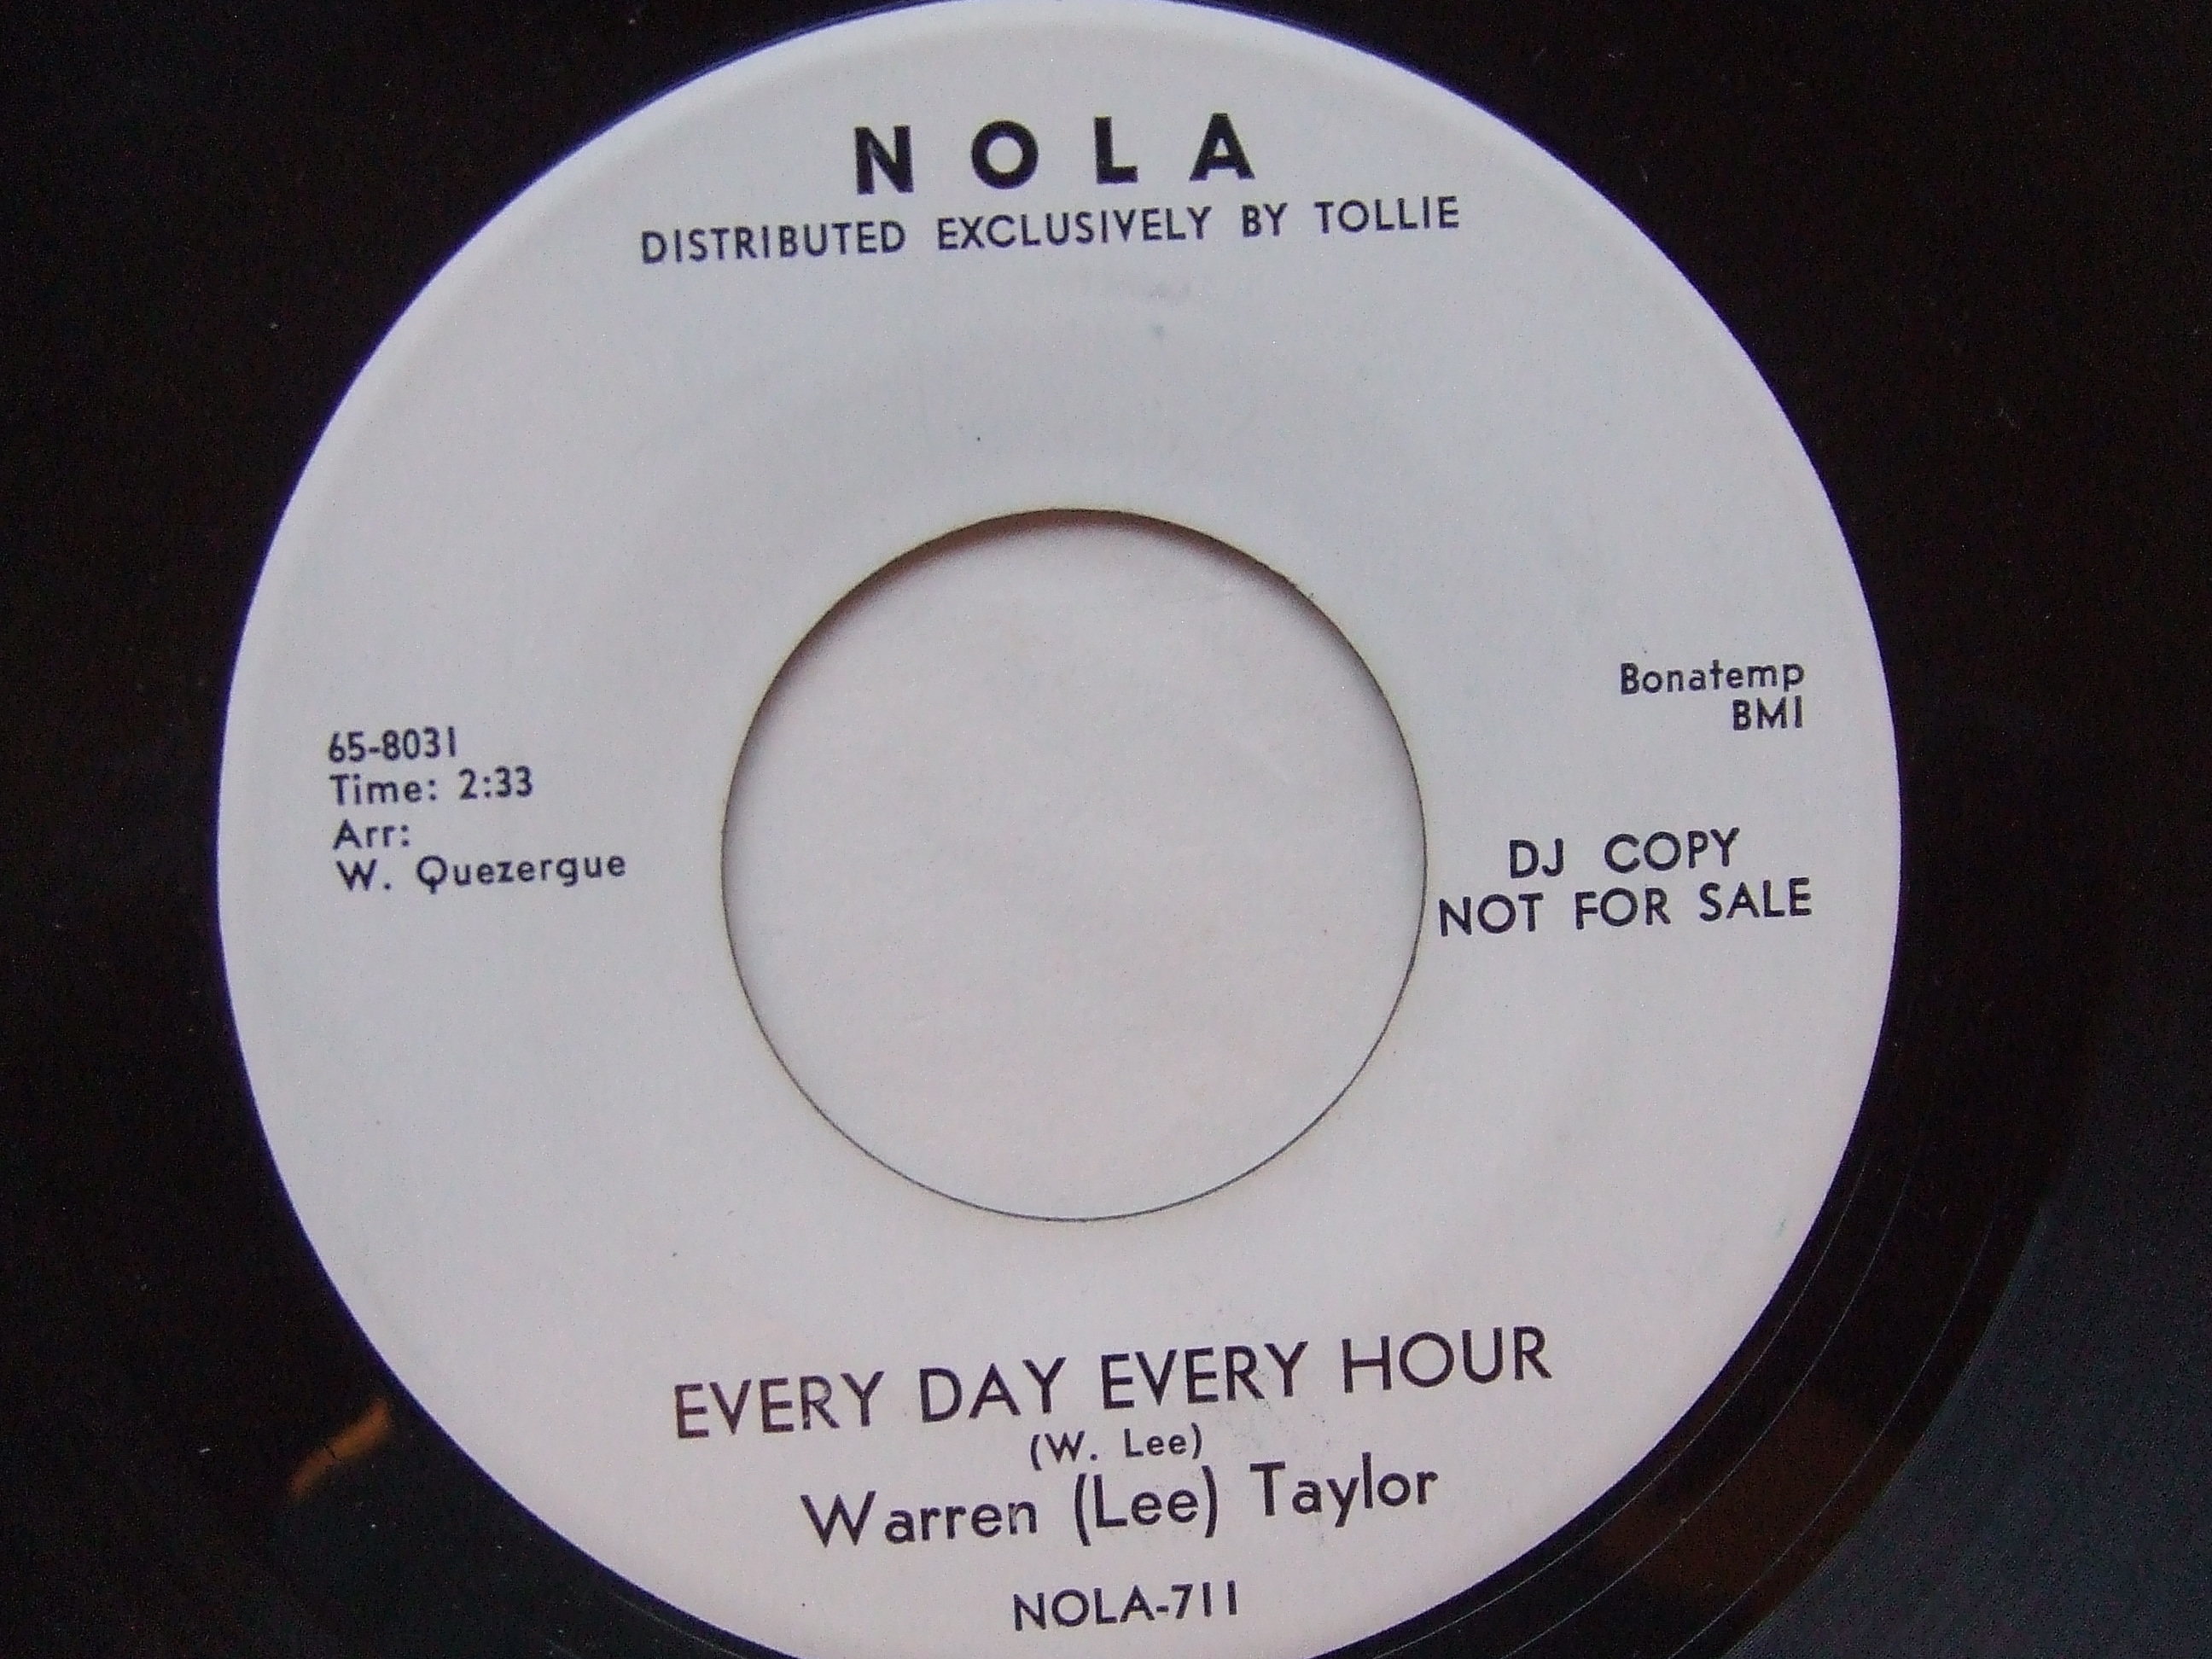 NOLA
DISTRIBUTED EXCLUSIVELY BY TOLLIE
Bonatemp
BMI
65-8031
Time: 2:33
Arr:
W. Quezergue
DJ COPY
NOT FOR SALE
EVERY DAY EVERY HOUR
(W. Lee)
Warren (Lee) Taylor
NOLA-711